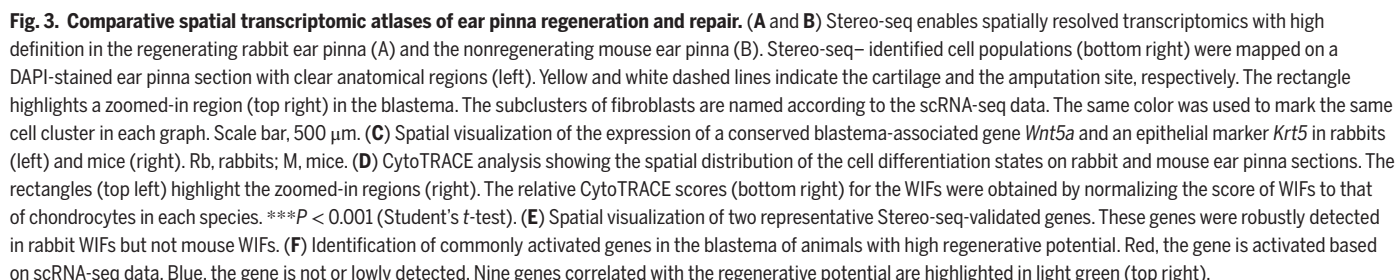 Fig. 3. Comparative spatial transcriptomic atlases of ear pinna regeneration and repair. (A and B) Stereo-seq enables spatially resolved transcriptomics with high
definition in the regenerating rabbit ear pinna (A) and the nonregenerating mouse ear pinna (B). Stereo-seq– identified cell populations (bottom right) were mapped on a
DAPI-stained ear pinna section with clear anatomical regions (left). Yellow and white dashed lines indicate the cartilage and the amputation site, respectively. The rectangle
highlights a zoomed-in region (top right) in the blastema. The subclusters of fibroblasts are named according to the scRNA-seq data. The same color was used to mark the same
cell cluster in each graph. Scale bar, 500 μm. (C) Spatial visualization of the expression of a conserved blastema-associated gene Wnt5a and an epithelial marker Krt5 in rabbits
(left) and mice (right). Rb, rabbits; M, mice. (D) CytoTRACE analysis showing the spatial distribution of the cell differentiation states on rabbit and mouse ear pinna sections. The
rectangles (top left) highlight the zoomed-in regions (right). The relative CytoTRACE scores (bottom right) for the WIFs were obtained by normalizing the score of WIFs to that
of chondrocytes in each species. ***P < 0.001 (Student's t-test). (E) Spatial visualization of two representative Stereo-seq-validated genes. These genes were robustly detected
in rabbit WIFs but not mouse WIFs. (F) Identification of commonly activated genes in the blastema of animals with high regenerative potential. Red, the gene is activated based
on scRNA-seq data. Blue, the gene is not or lowly detected. Nine genes correlated with the regenerative potential are highlighted in light green (top right).